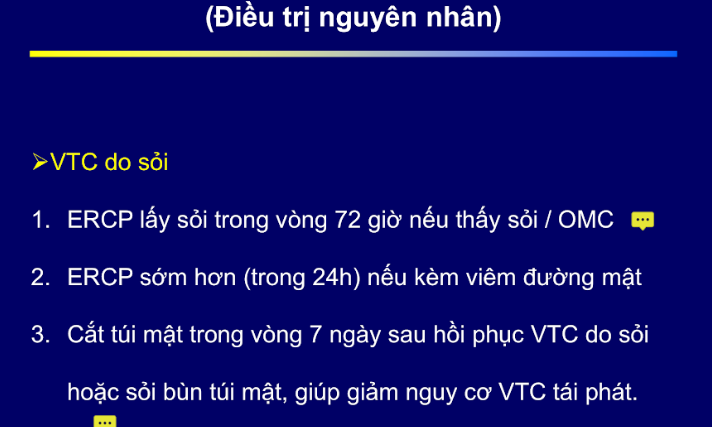 (Điều trị nguyên nhân)
➢VTC do sỏi
1. ERCP lấy sỏi trong vòng 72 giờ nếu thấy sỏi / OMC
2. ERCP sớm hơn (trong 24h) nếu kèm viêm đường mật
3. Cắt túi mật trong vòng 7 ngày sau hồi phục VTC do sỏi
hoặc sỏi bùn túi mật, giúp giảm nguy cơ VTC tái phát.